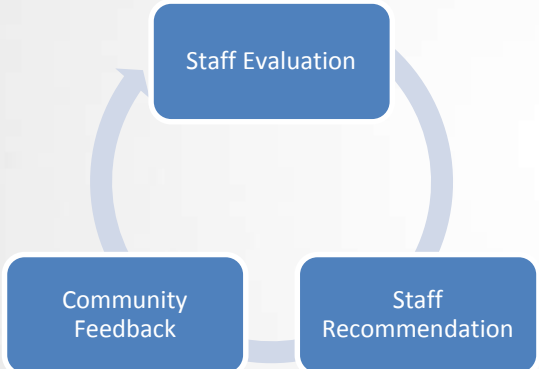 Staff Evaluation
Staff
Recommendation
Community
Feedback